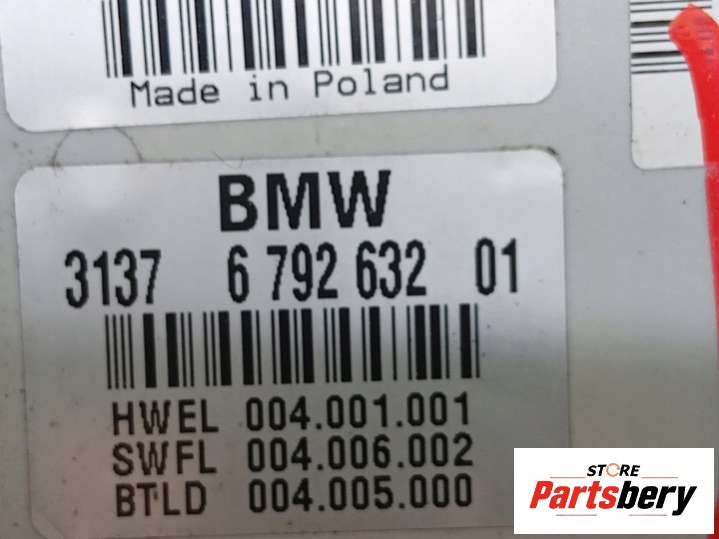 Made in Poland
BMW
3137 6 792 632 01
HWEL 004.001.001
SWFL 004.006.002
BTLD 004.005.000
STORE
Partsbery